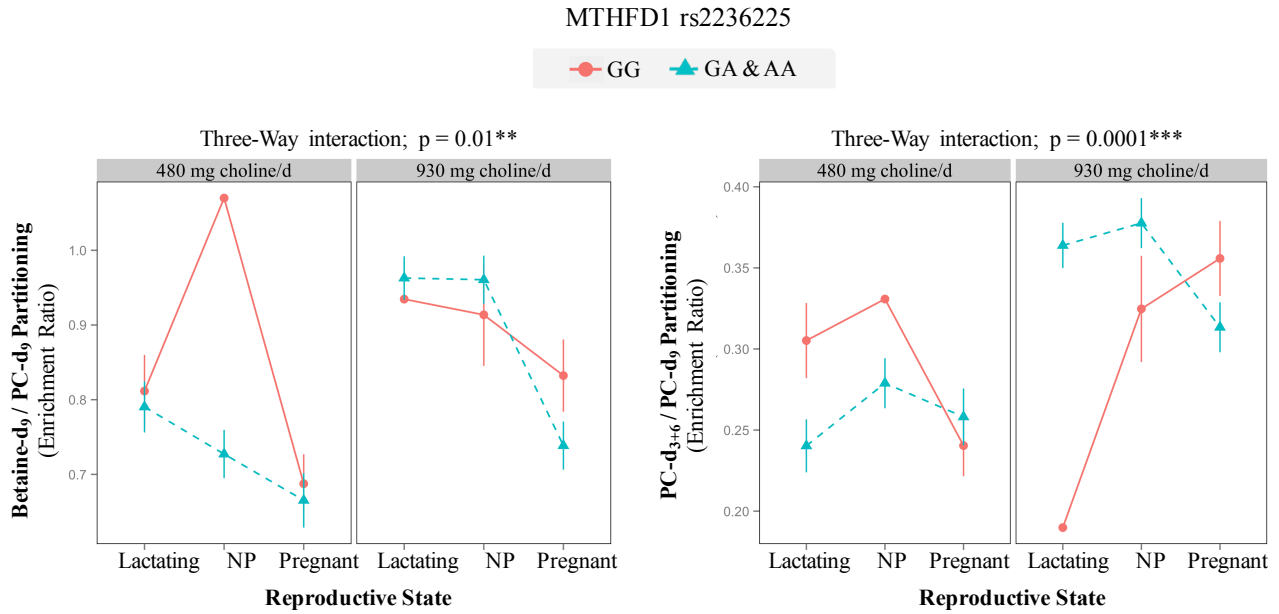 MTHFD1 rs2236225
GG GA & AA
Three-Way interaction; p = 0.01**
480 mg choline/d 930 mg choline/d
Betaine-d₉ / PC-d₉ Partitioning
(Enrichment Ratio)
1.0
0.9
0.8
0.7
Lactating NP Pregnant Lactating NP Pregnant
Reproductive State
Three-Way interaction; p = 0.0001***
480 mg choline/d 930 mg choline/d
PC-d₃₊₆ / PC-d₉ Partitioning
(Enrichment Ratio)
0.40
0.35
0.30
0.25
0.20
Lactating NP Pregnant Lactating NP Pregnant
Reproductive State